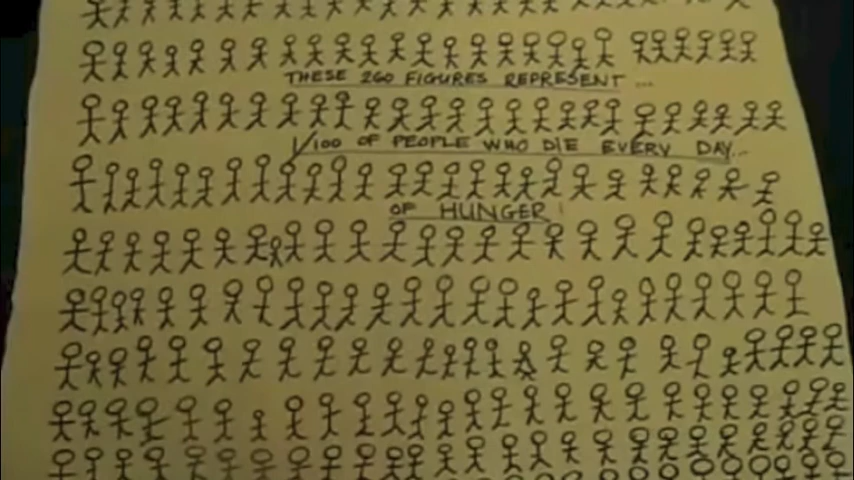 THESE 260 FIGURES REPRESENT...
1/100 OF PEOPLE WHO DIE EVERY DAY...
OF HUNGER!